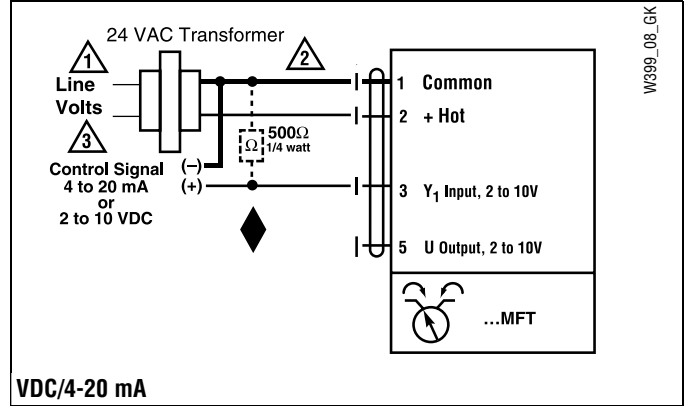 24 VAC Transformer
1
Line
Volts
2
3
Control Signal
4 to 20 mA
or
2 to 10 VDC
(–)
(+)
Ω
500Ω
1/4 watt
1 Common
2 + Hot
3 Y1 Input, 2 to 10V
5 U Output, 2 to 10V
...MFT
W399_08_GK
VDC/4-20 mA